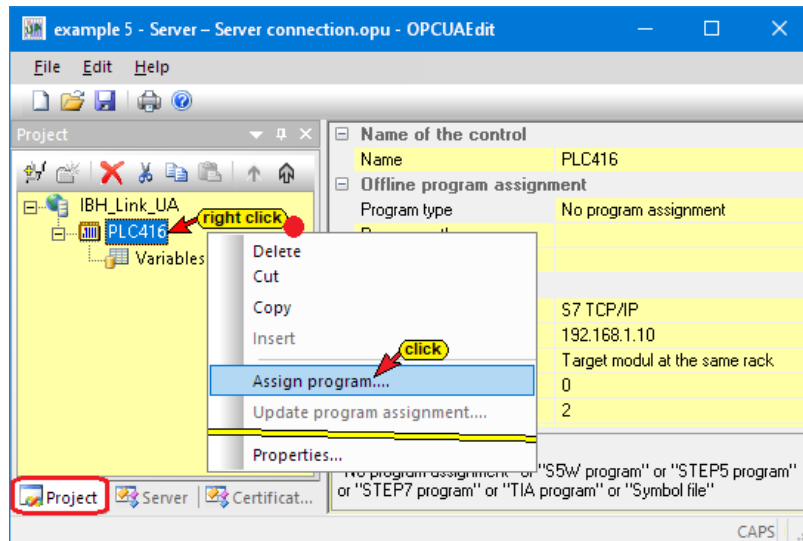 example 5 - Server – Server connection.opu - OPCUAEdit
File Edit Help
Project
Name of the control
Name PLC416
Offline program assignment
Program type No program assignment
IBH_Link_UA
PLC416
Variables
right click
Delete
Cut
Copy
Insert
click
Assign program....
Update program assignment....
Properties...
S7 TCP/IP
192.168.1.10
Target modul at the same rack
0
2
"No program assignment" or "S5W program" or "STEP5 program"
or "STEP7 program" or "TIA program" or "Symbol file"
Project Server Certificat...
CAPS